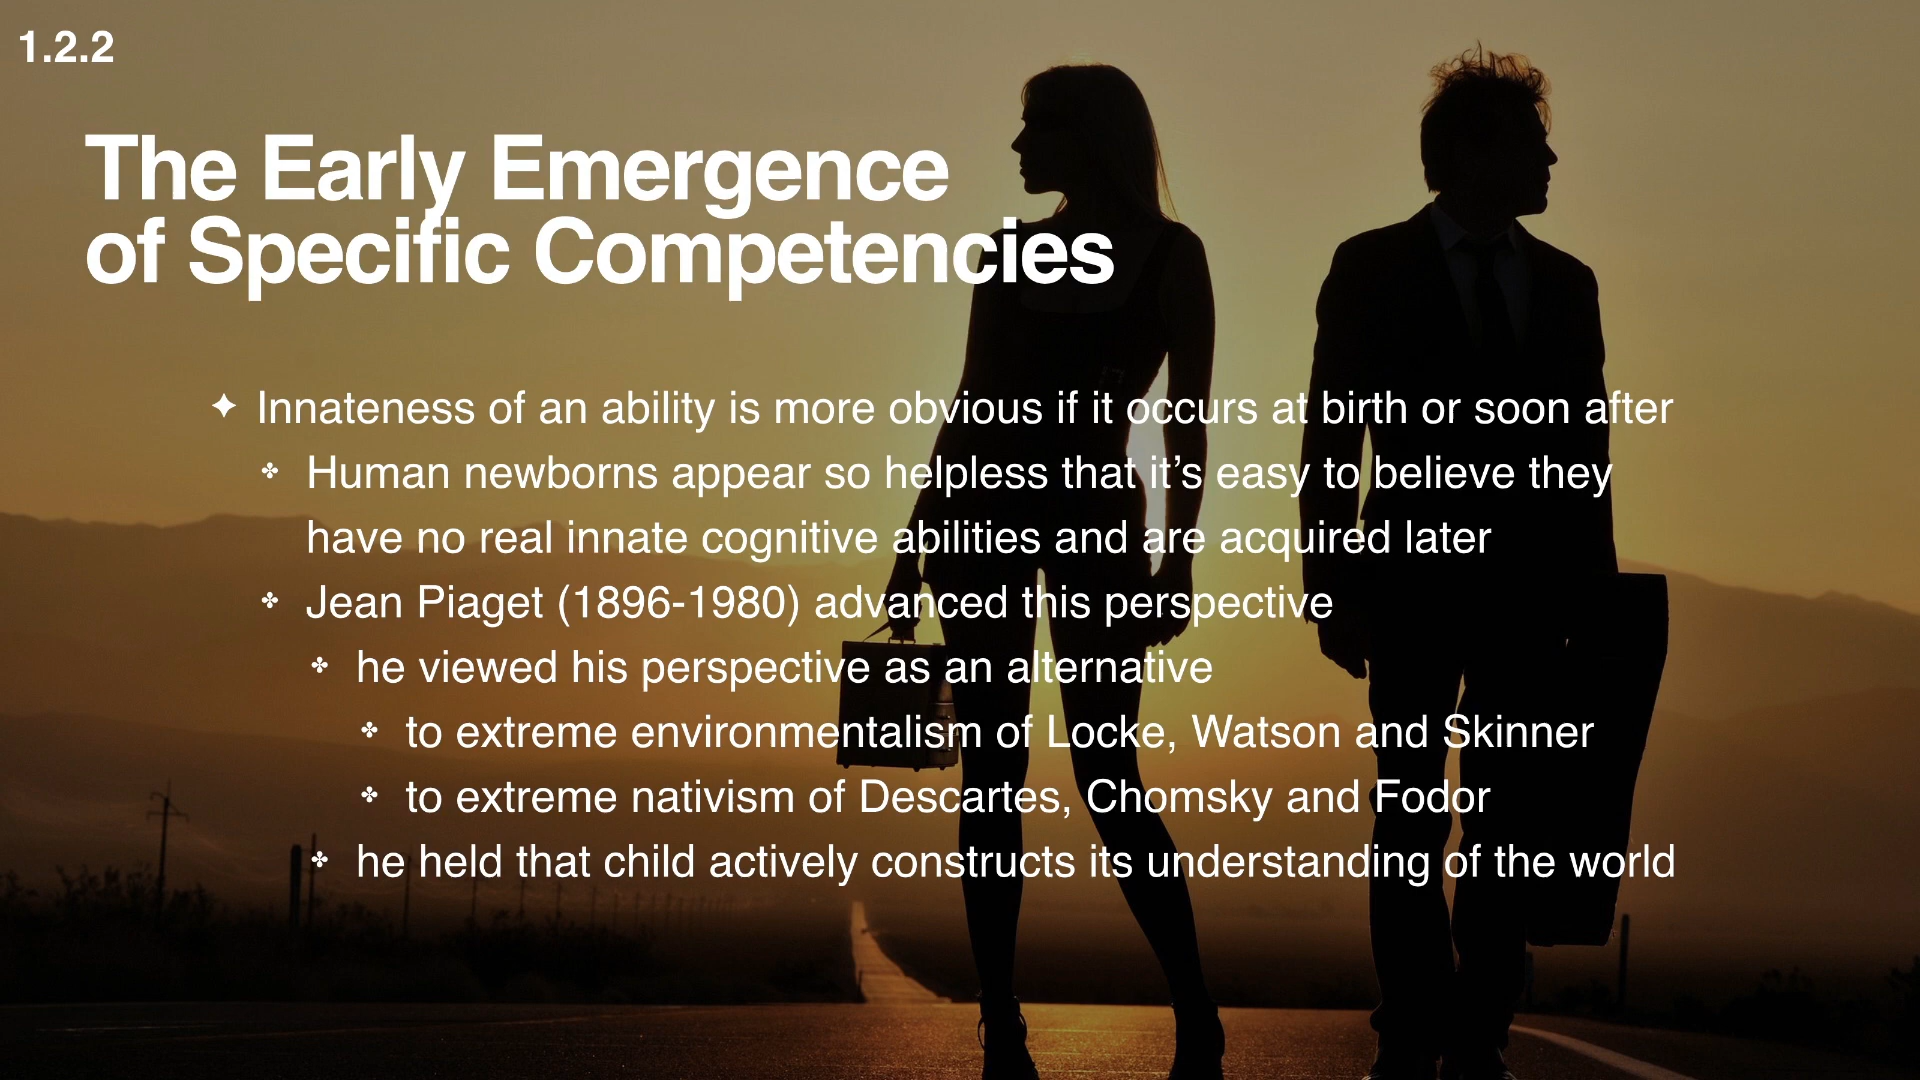 1.2.2
The Early Emergence
of Specific Competencies
✦ Innateness of an ability is more obvious if it occurs at birth or soon after
✤ Human newborns appear so helpless that it’s easy to believe they
have no real innate cognitive abilities and are acquired later
✤ Jean Piaget (1896-1980) advanced this perspective
✤ he viewed his perspective as an alternative
✤ to extreme environmentalism of Locke, Watson and Skinner
✤ to extreme nativism of Descartes, Chomsky and Fodor
✤ he held that child actively constructs its understanding of the world